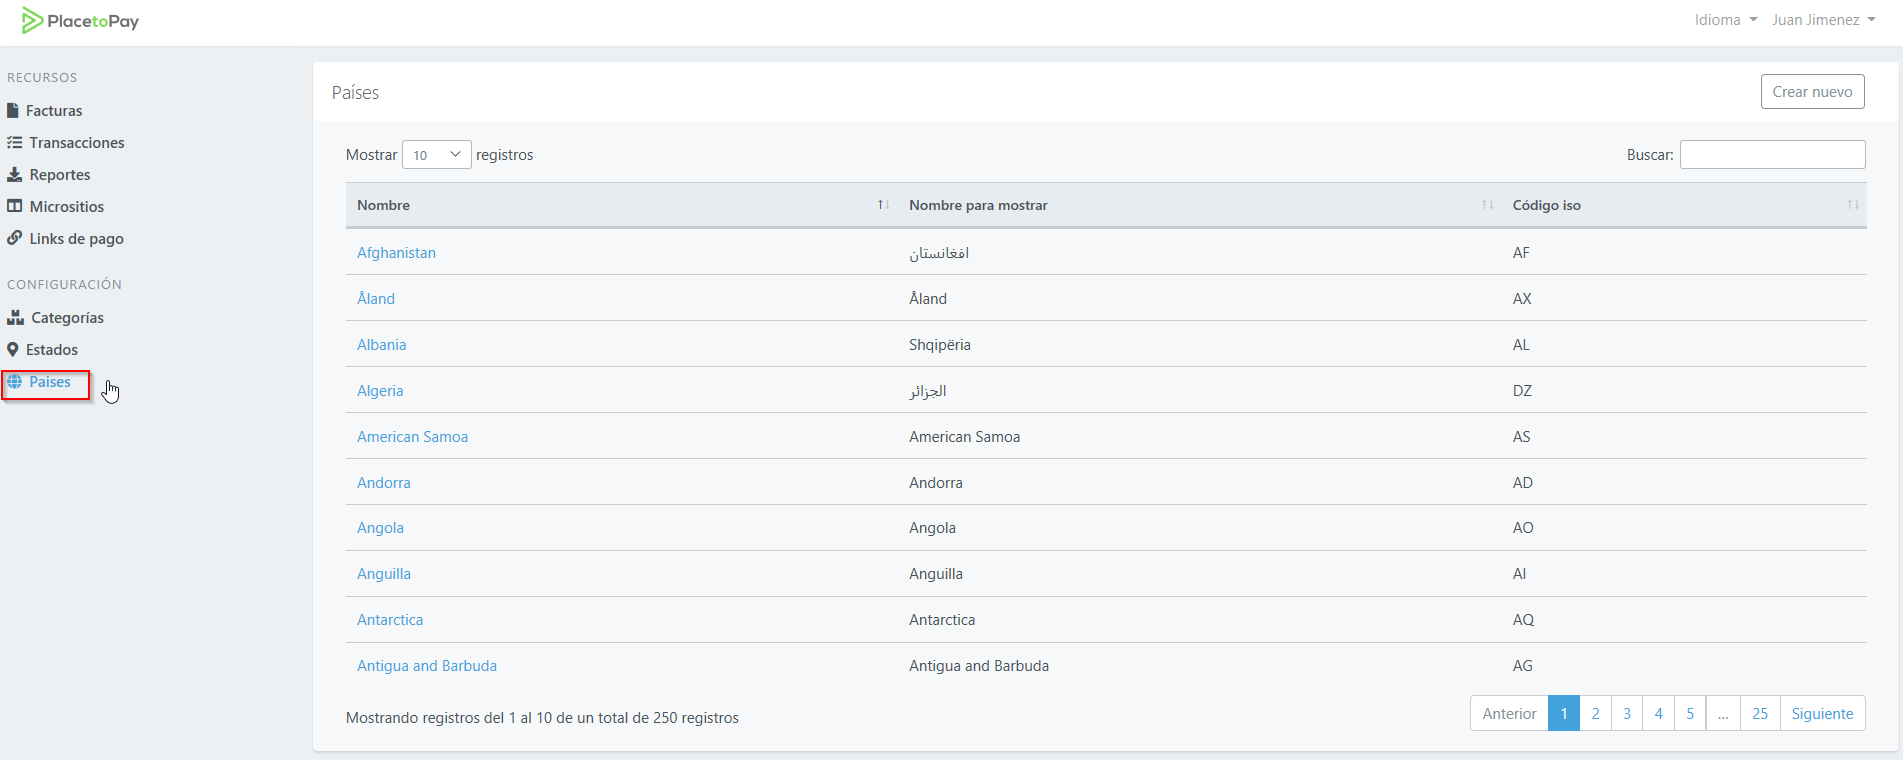 PlacetoPay
Idioma Juan Jimenez
RECURSOS
Facturas
Transacciones
Reportes
Micrositios
Links de pago
CONFIGURACIÓN
Categorías
Estados
Paises
Países
Crear nuevo
Mostrar 10 registros
Buscar:
Nombre Nombre para mostrar Código iso
Afghanistan افغانستان AF
Åland Åland AX
Albania Shqipëria AL
Algeria الجزائر DZ
American Samoa American Samoa AS
Andorra Andorra AD
Angola Angola AO
Anguilla Anguilla AI
Antarctica Antarctica AQ
Antigua and Barbuda Antigua and Barbuda AG
Mostrando registros del 1 al 10 de un total de 250 registros
Anterior 1 2 3 4 5 ... 25 Siguiente